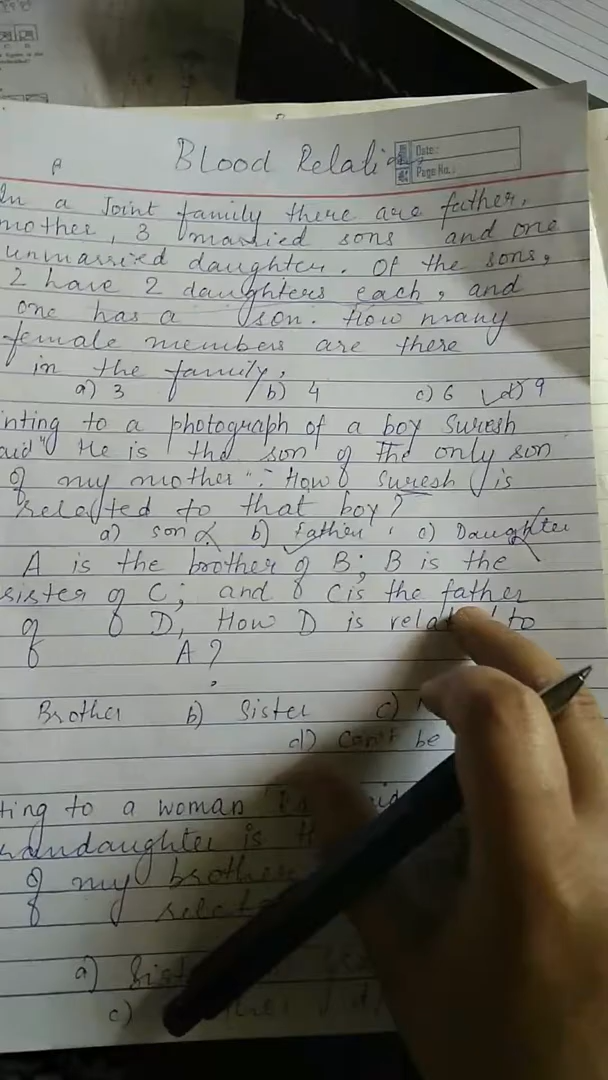 Blood Relation
Date:
Page No.:
In a Joint family there are father,
mother, 3 married sons and one
unmarried daughter. Of the sons,
2 have 2 daughters each, and
one has a son. How many
female members are there
in the family,
a) 3 b) 4 c) 6 d) 9
nting to a photograph of a boy Suresh
aid "He is the son of the only son
of my mother". How Suresh is
related to that boy?
a) son b) Father c) Daughter
A is the brother of B; B is the
sister of C; and C is the father
of D, How D is related to
A?
Brother b) Sister c)
d) Can't be
ting to a woman
randaughter is
of my brother
a)
c)